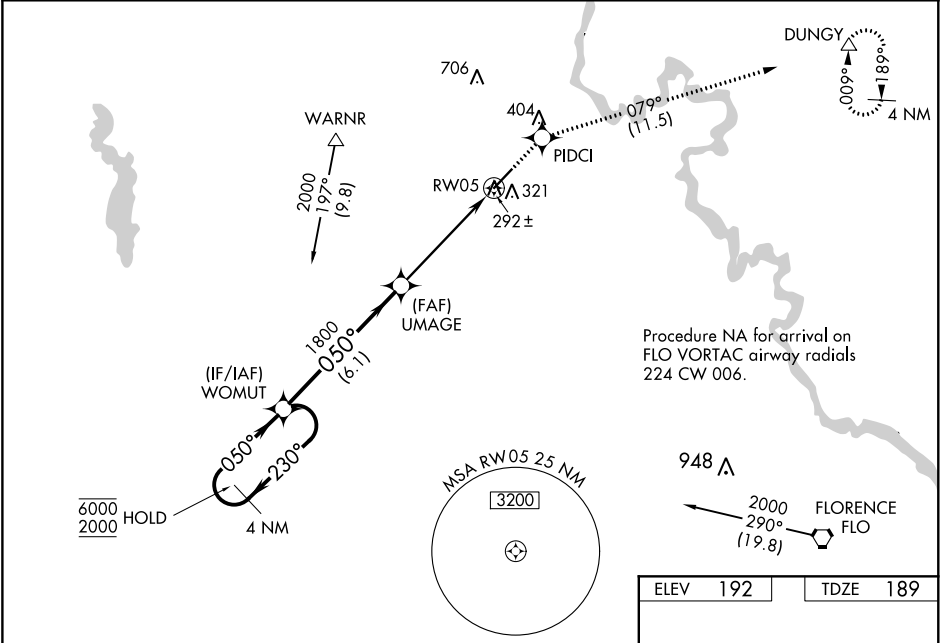 DUNGY
009°
189°
4 NM
706
404
079°
(11.5)
PIDCI
WARNR
2000
197°
(9.8)
RW05
321
292±
(FAF)
UMAGE
1800
050°
(6.1)
Procedure NA for arrival on
FLO VORTAC airway radials
224 CW 006.
(IF/IAF)
WOMUT
050°
230°
6000
2000
HOLD
4 NM
MSA RW05 25 NM
3200
948
2000
290°
(19.8)
FLORENCE
FLO
ELEV 192
TDZE 189